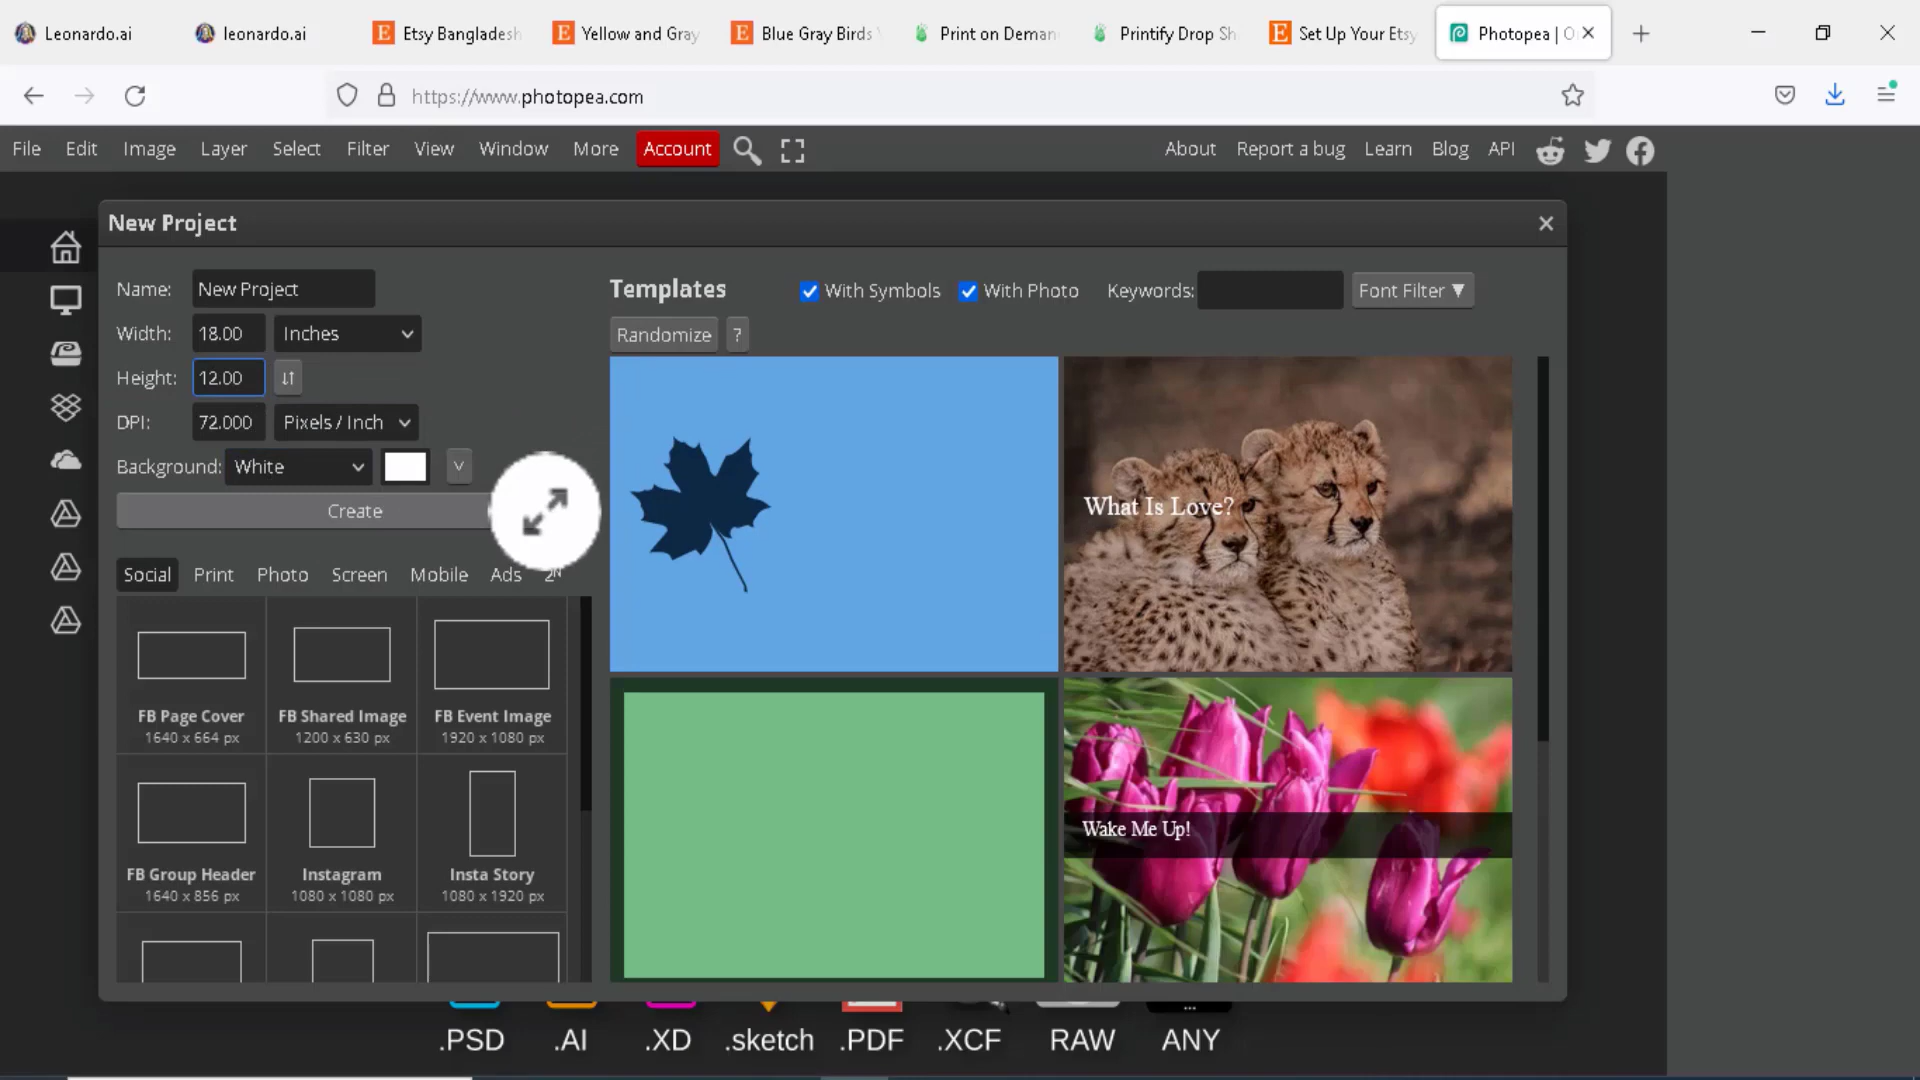 Leonardo.ai
leonardo.ai
Etsy Bangladesh
Yellow and Gray
Blue Gray Birds
Print on Deman
Printify Drop Sh
Set Up Your Etsy
Photopea | O
https://www.photopea.com
File Edit Image Layer Select Filter View Window More Account
About Report a bug Learn Blog API
New Project
Name: New Project
Width: 18.00 Inches
Height: 12.00
DPI: 72.000 Pixels / Inch
Background: White
Create
Social Print Photo Screen Mobile Ads 2ᴺ
FB Page Cover
1640 x 664 px
FB Shared Image
1200 x 630 px
FB Event Image
1920 x 1080 px
FB Group Header
1640 x 856 px
Instagram
1080 x 1080 px
Insta Story
1080 x 1920 px
Templates With Symbols With Photo Keywords: Font Filter ▼
Randomize ?
What Is Love?
Wake Me Up!
.PSD .AI .XD .sketch .PDF .XCF RAW ANY